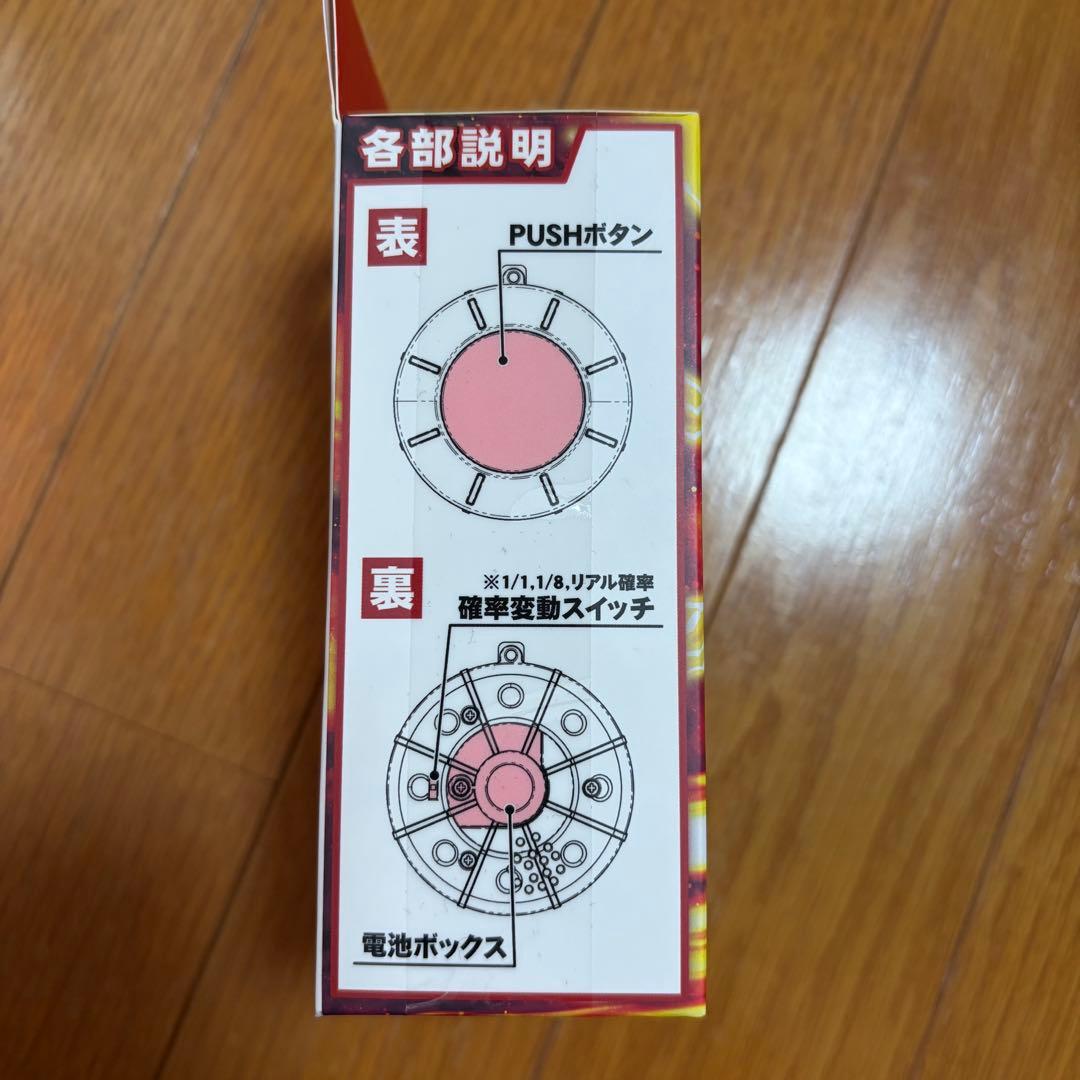 各部説明
表
PUSHボタン
裏
※1/1,1/8,リアル確率
確率変動スイッチ
電池ボックス